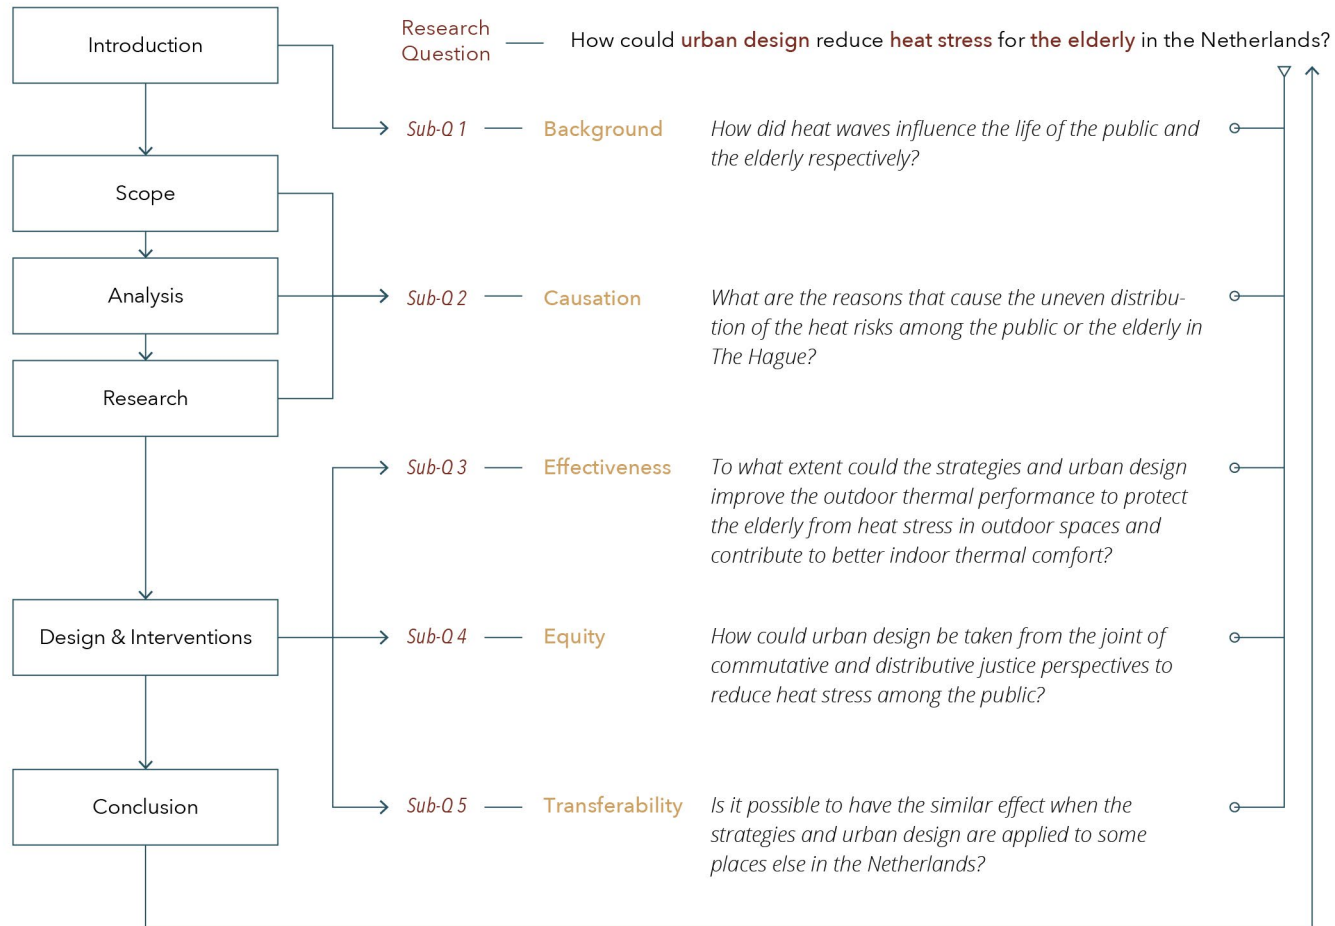 Introduction
Research
Question
How could urban design reduce heat stress for the elderly in the Netherlands?
Sub-Q 1
Background
How did heat waves influence the life of the public and
the elderly respectively?
Scope
Analysis
Sub-Q 2
Causation
What are the reasons that cause the uneven distribu-
tion of the heat risks among the public or the elderly in
The Hague?
Research
Sub-Q 3
Effectiveness
To what extent could the strategies and urban design
improve the outdoor thermal performance to protect
the elderly from heat stress in outdoor spaces and
contribute to better indoor thermal comfort?
Design & Interventions
Sub-Q 4
Equity
How could urban design be taken from the joint of
commutative and distributive justice perspectives to
reduce heat stress among the public?
Conclusion
Sub-Q 5
Transferability
Is it possible to have the similar effect when the
strategies and urban design are applied to some
places else in the Netherlands?